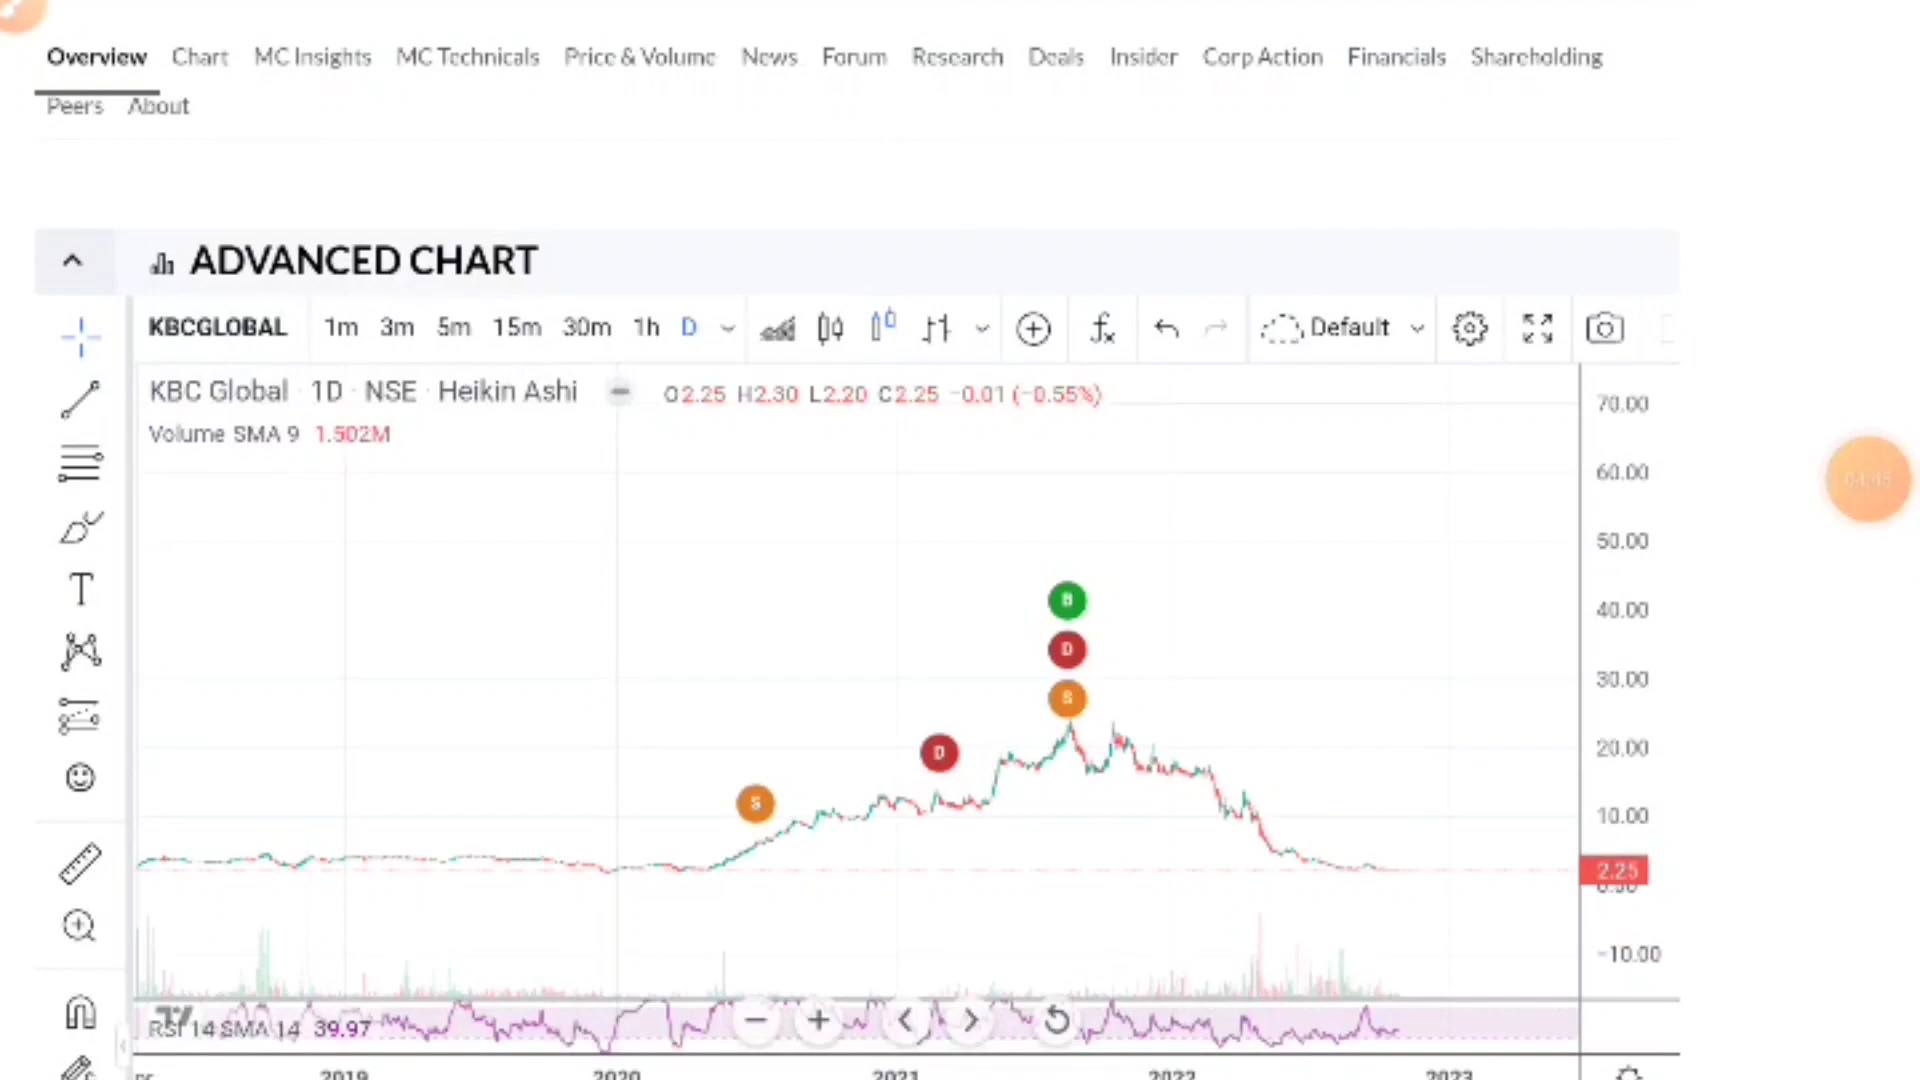 Overview Chart MC Insights MC Technicals Price & Volume News Forum Research Deals Insider Corp Action Financials Shareholding
Peers About
ADVANCED CHART
KBCGLOBAL 1m 3m 5m 15m 30m 1h D Default
KBC Global · 1D · NSE · Heikin Ashi O2.25 H2.30 L2.20 C2.25 −0.01 (−0.55%)
Volume SMA 9 1.502M
70.00
60.00
50.00
40.00
30.00
20.00
10.00
2.25
−10.00
B
D
S
D
S
RSI 14 SMA 14 39.97
2019 2020 2021 2022 2023